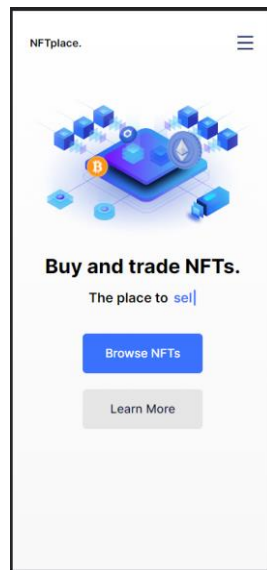 NFTplace.
Buy and trade NFTs.
The place to sel|
Browse NFTs
Learn More